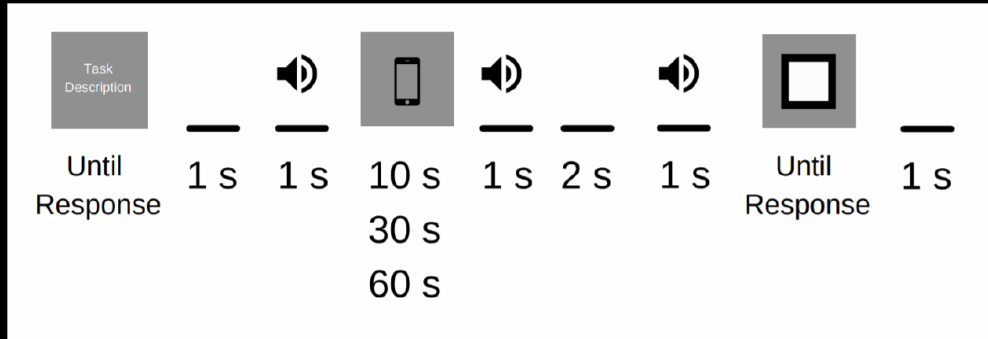 Task
Description
Until
Response
1 s
1 s
10 s
30 s
60 s
1 s
2 s
1 s
Until
Response
1 s